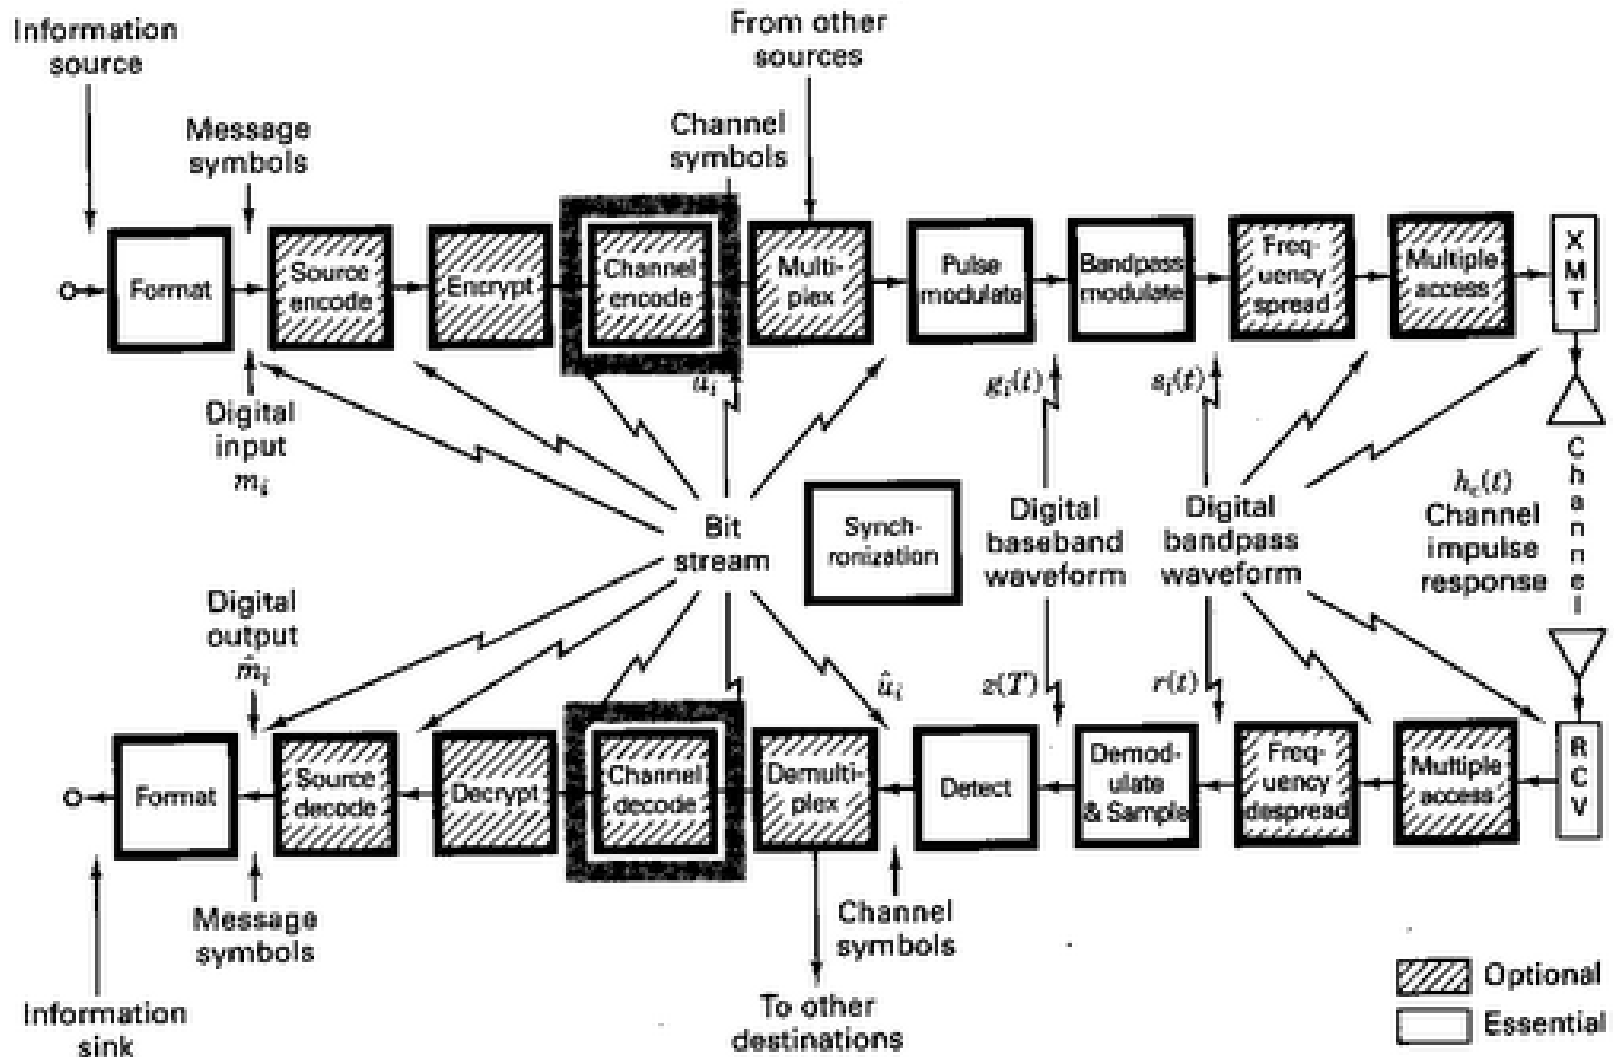 Information
source
From other
sources
Message
symbols
Channel
symbols
Format
Source
encode
Encrypt
Channel
encode
Multi-
plex
Pulse
modulate
Bandpass
modulate
Freq-
uency
spread
Multiple
access
X
M
T
Digital
input
m_i
u_i
g_i(t)
s_i(t)
Bit
stream
Synch-
ronization
Digital
baseband
waveform
Digital
bandpass
waveform
h_c(t)
Channel
impulse
response
C
h
a
n
n
e
l
Digital
output
m̂_i
û_i
z(T)
r(t)
Format
Source
decode
Decrypt
Channel
decode
Demulti-
plex
Detect
Demod-
ulate
& Sample
Freq-
uency
despread
Multiple
access
R
C
V
Message
symbols
Channel
symbols
Information
sink
To other
destinations
Optional
Essential